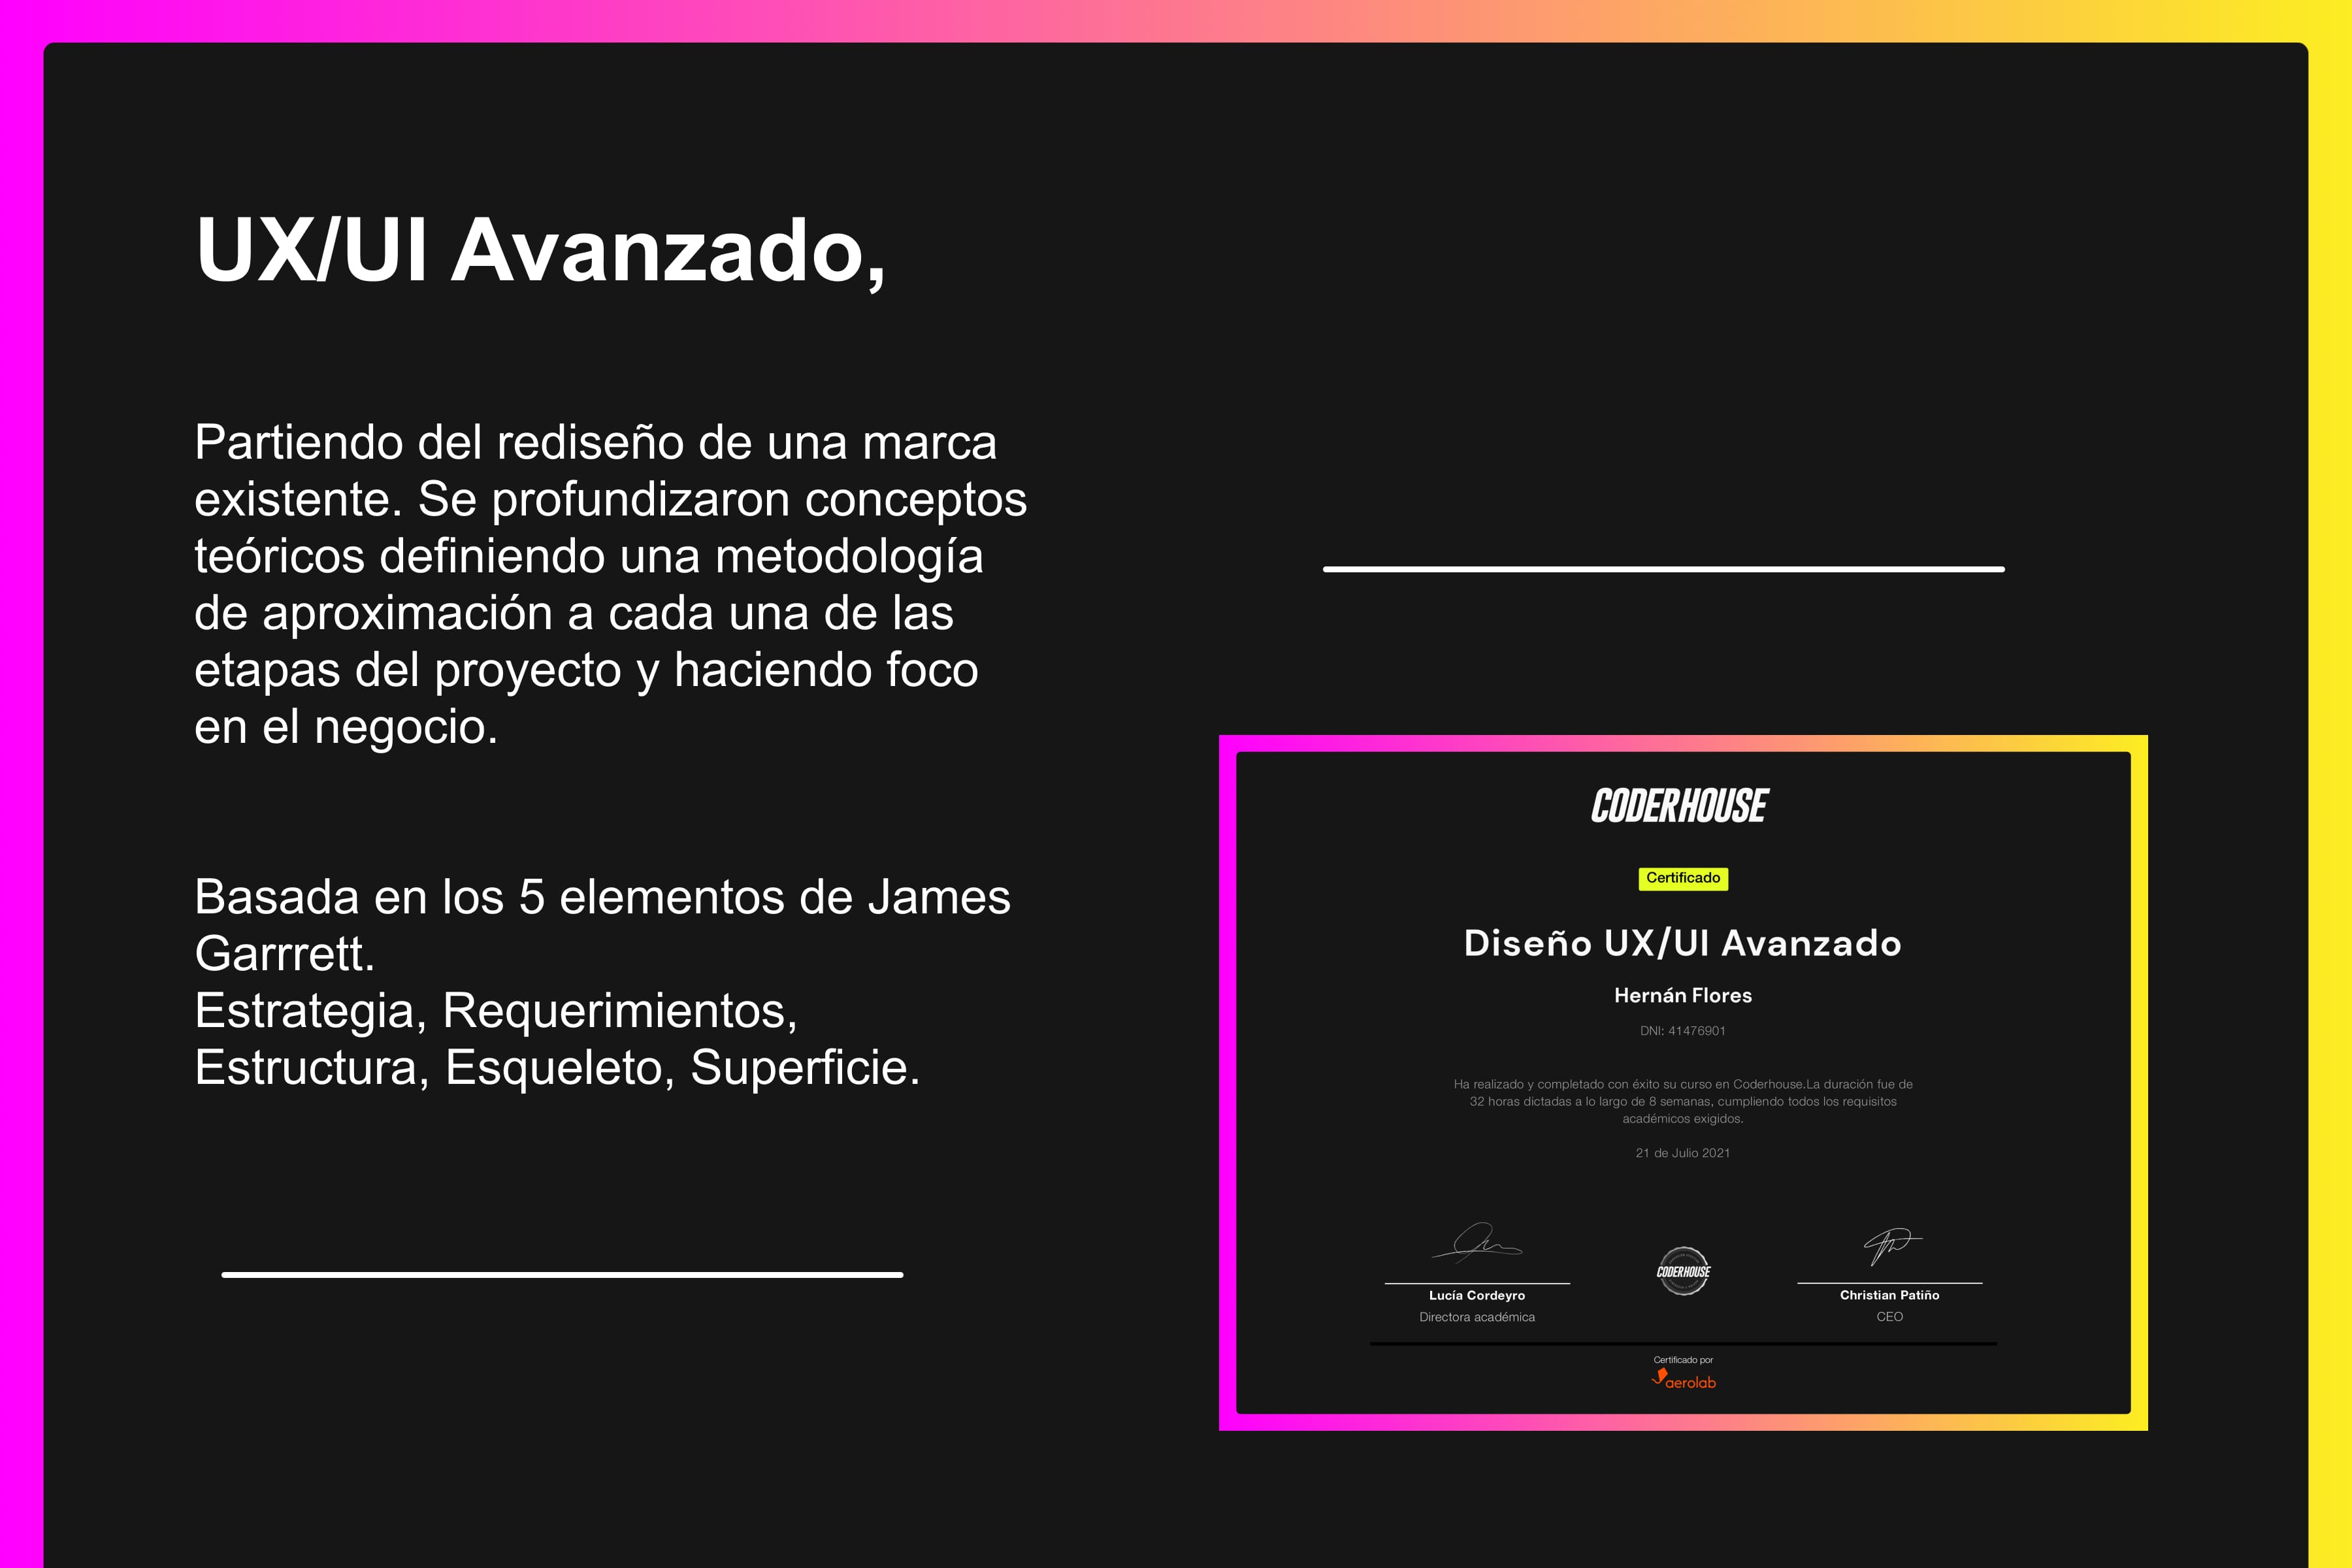 UX/UI Avanzado,
Partiendo del rediseño de una marca
existente. Se profundizaron conceptos
teóricos definiendo una metodología
de aproximación a cada una de las
etapas del proyecto y haciendo foco
en el negocio.
Basada en los 5 elementos de James
Garrrett.
Estrategia, Requerimientos,
Estructura, Esqueleto, Superficie.
CODERHOUSE
Certificado
Diseño UX/UI Avanzado
Hernán Flores
DNI: 41476901
Ha realizado y completado con éxito su curso en Coderhouse.La duración fue de
32 horas dictadas a lo largo de 8 semanas, cumpliendo todos los requisitos
académicos exigidos.
21 de Julio 2021
CODERHOUSE
Lucía Cordeyro
Directora académica
Christian Patiño
CEO
Certificado por
aerolab